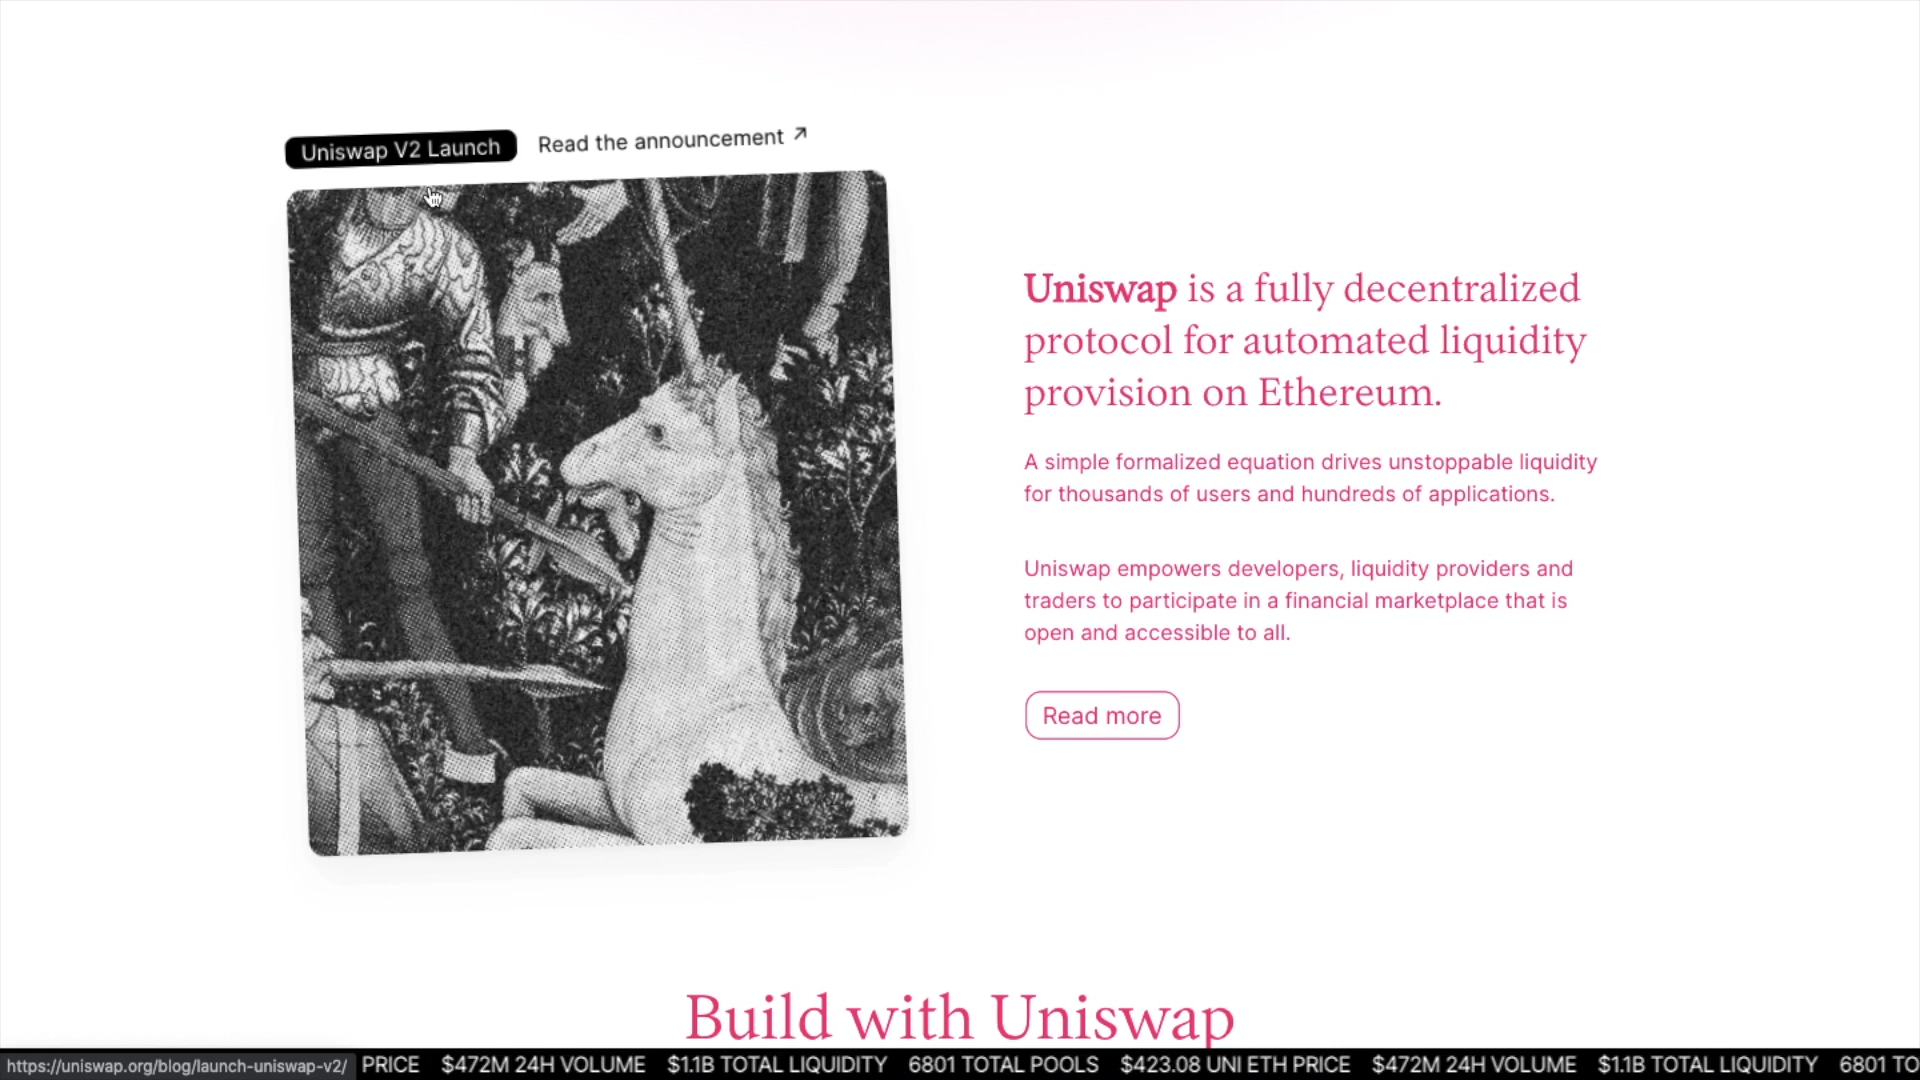 Uniswap V2 Launch
Read the announcement ↗
Uniswap is a fully decentralized
protocol for automated liquidity
provision on Ethereum.
A simple formalized equation drives unstoppable liquidity
for thousands of users and hundreds of applications.
Uniswap empowers developers, liquidity providers and
traders to participate in a financial marketplace that is
open and accessible to all.
Read more
Build with Uniswap
https://uniswap.org/blog/launch-uniswap-v2/
PRICE $472M 24H VOLUME $1.1B TOTAL LIQUIDITY 6801 TOTAL POOLS $423.08 UNI ETH PRICE $472M 24H VOLUME $1.1B TOTAL LIQUIDITY 6801 TO